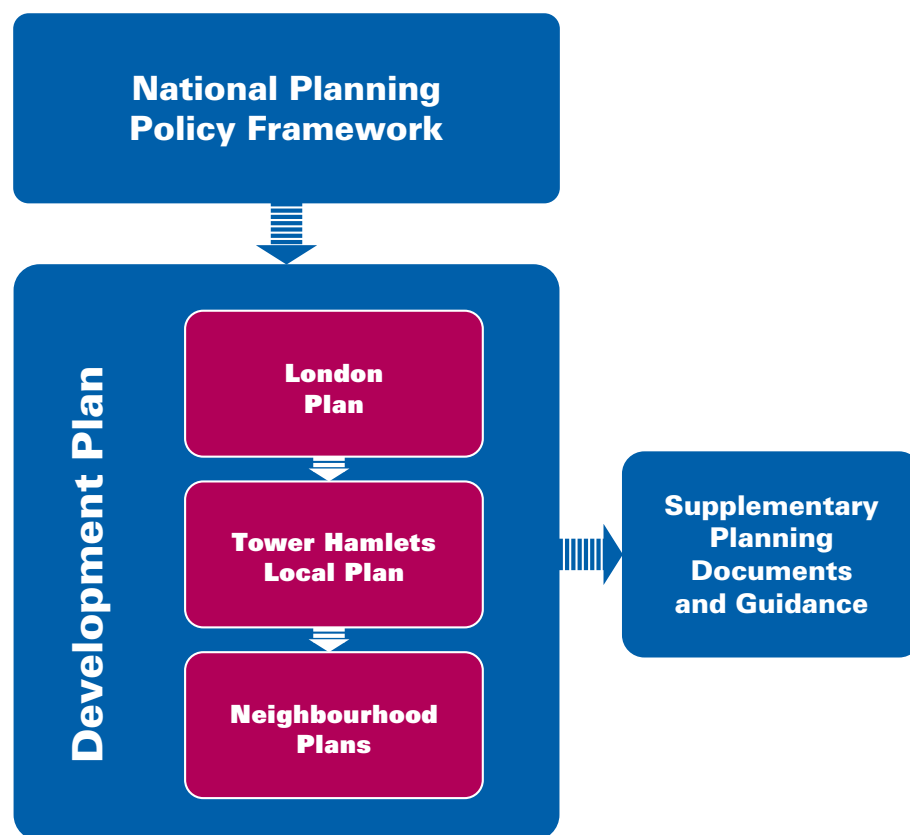 National Planning
Policy Framework
Development Plan
London
Plan
Tower Hamlets
Local Plan
Neighbourhood
Plans
Supplementary
Planning
Documents
and Guidance